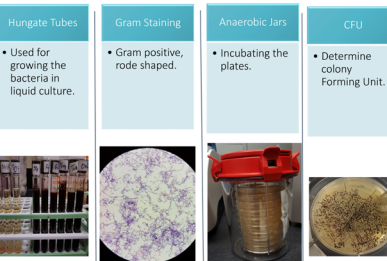 Hungate Tubes
• Used for
growing the
bacteria in
liquid culture.
Gram Staining
• Gram positive,
rode shaped.
Anaerobic Jars
• Incubating the
plates.
CFU
• Determine
colony
Forming Unit.